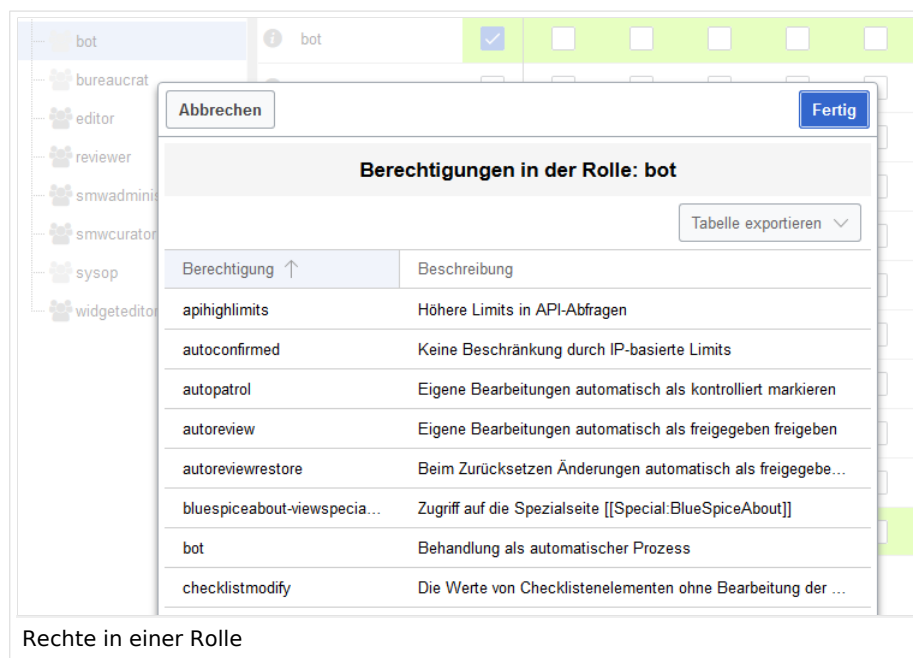 bot
bot
bureaucrat
editor
reviewer
smwadminis
smwcurator
sysop
widgeteditor
Abbrechen
Fertig
Berechtigungen in der Rolle: bot
Tabelle exportieren
Berechtigung ↑ Beschreibung
apihighlimits Höhere Limits in API-Abfragen
autoconfirmed Keine Beschränkung durch IP-basierte Limits
autopatrol Eigene Bearbeitungen automatisch als kontrolliert markieren
autoreview Eigene Bearbeitungen automatisch als freigegeben freigeben
autoreviewrestore Beim Zurücksetzen Änderungen automatisch als freigegebe...
bluespiceabout-viewspecia... Zugriff auf die Spezialseite [[Special:BlueSpiceAbout]]
bot Behandlung als automatischer Prozess
checklistmodify Die Werte von Checklistenelementen ohne Bearbeitung der ...
Rechte in einer Rolle